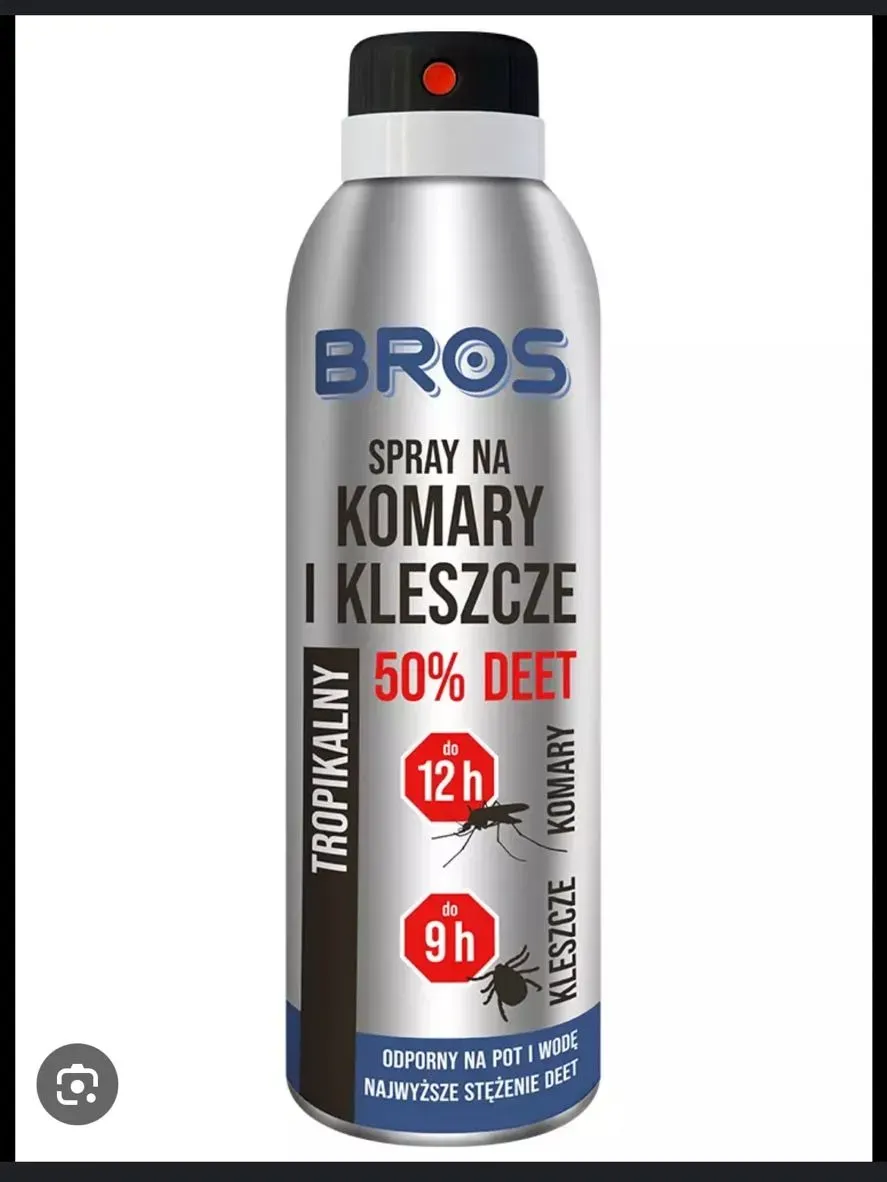 BROS
SPRAY NA
KOMARY
I KLESZCZE
50% DEET
TROPIKALNY
do
12 h
KOMARY
do
9 h
KLESZCZE
ODPORNY NA POT I WODĘ
NAJWYŻSZE STĘŻENIE DEET